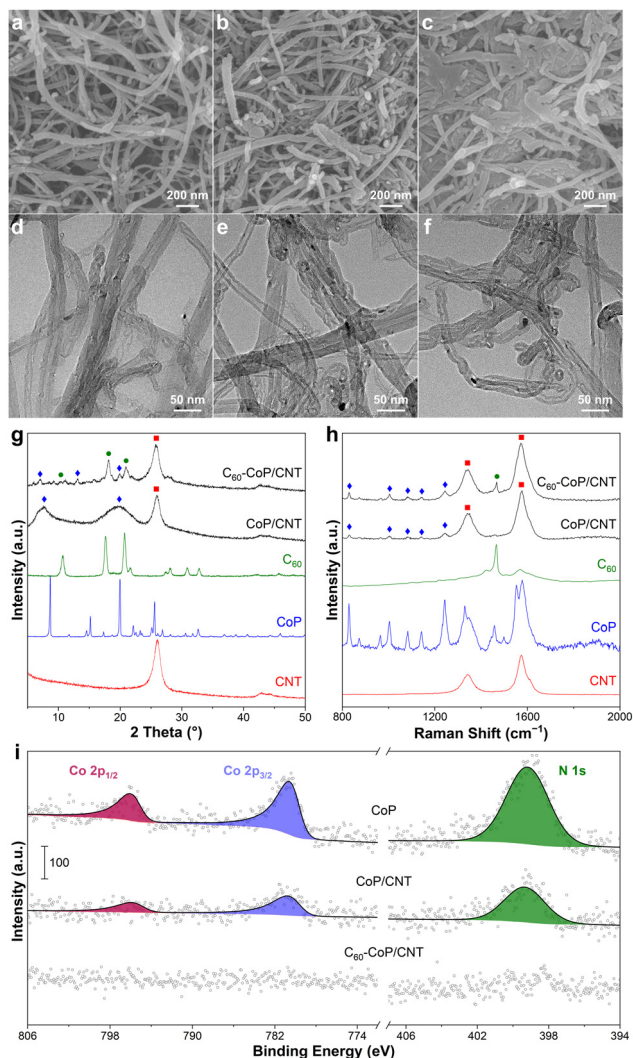 a
b
c
200 nm
200 nm
200 nm
d
e
f
50 nm
50 nm
50 nm
g
C₆₀-CoP/CNT
CoP/CNT
C₆₀
CoP
CNT
Intensity (a.u.)
10 20 30 40 50
2 Theta (°)
h
C₆₀-CoP/CNT
CoP/CNT
C₆₀
CoP
CNT
Intensity (a.u.)
800 1200 1600 2000
Raman Shift (cm⁻¹)
i
Co 2p₁/₂
Co 2p₃/₂
N 1s
CoP
100
CoP/CNT
C₆₀-CoP/CNT
Intensity (a.u.)
806 798 790 782 774 406 402 398 394
Binding Energy (eV)